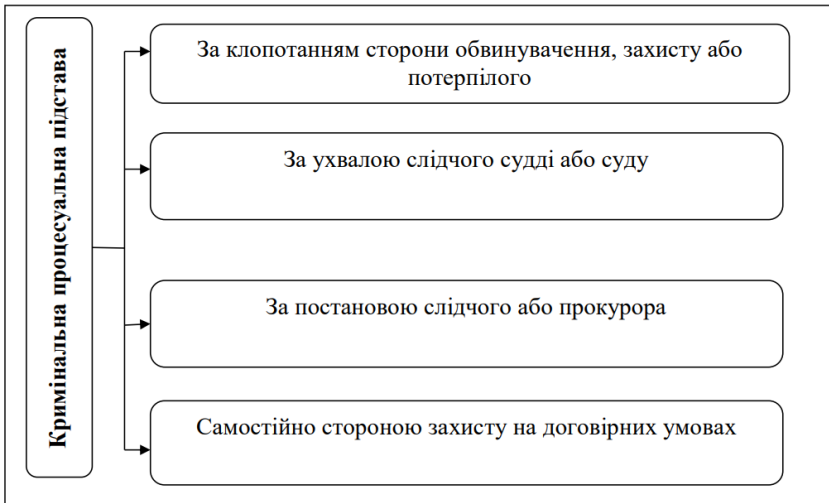 Кримінальна процесуальна підстава
За клопотанням сторони обвинувачення, захисту або
потерпілого
За ухвалою слідчого судді або суду
За постановою слідчого або прокурора
Самостійно стороною захисту на договірних умовах